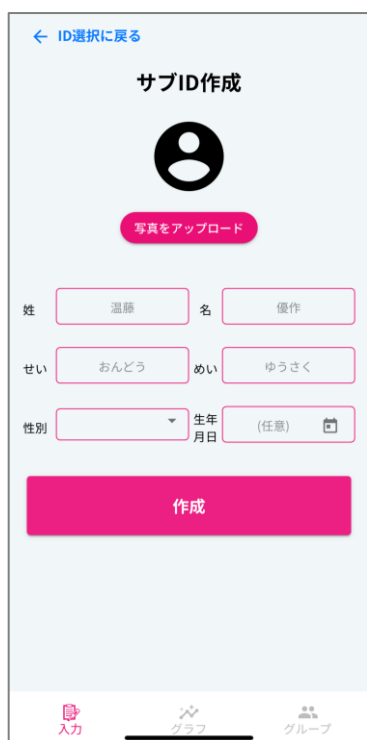 ← ID選択に戻る
サブID作成
写真をアップロード
姓 温藤 名 優作
せい おんどう めい ゆうさく
性別 生年月日 (任意)
作成
入力 グラフ グループ